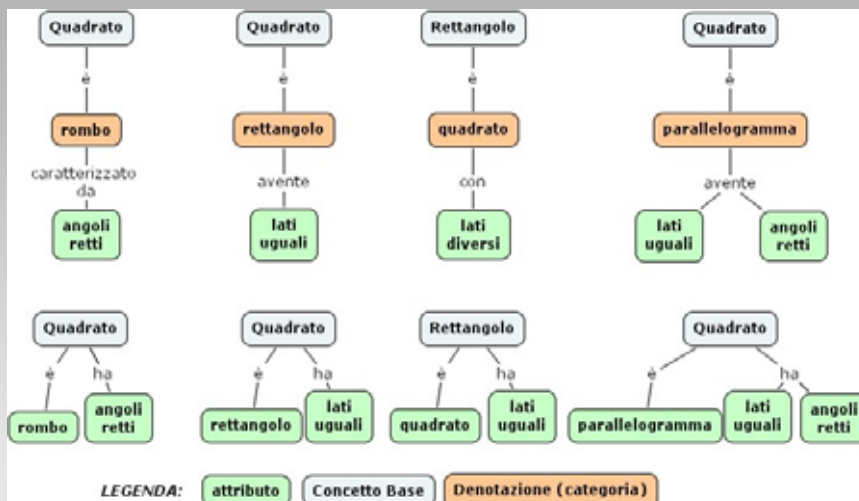 Quadrato Quadrato Rettangolo Quadrato
è è è è
rombo rettangolo quadrato parallelogramma
caratterizzato
da
avente con avente
angoli
retti
lati
uguali
lati
diversi
lati
uguali
angoli
retti
Quadrato Quadrato Rettangolo Quadrato
è ha è ha è ha è ha
rombo
angoli
retti
rettangolo
lati
uguali
quadrato
lati
uguali
parallelogramma
lati
uguali
angoli
retti
LEGENDA: attributo Concetto Base Denotazione (categoria)